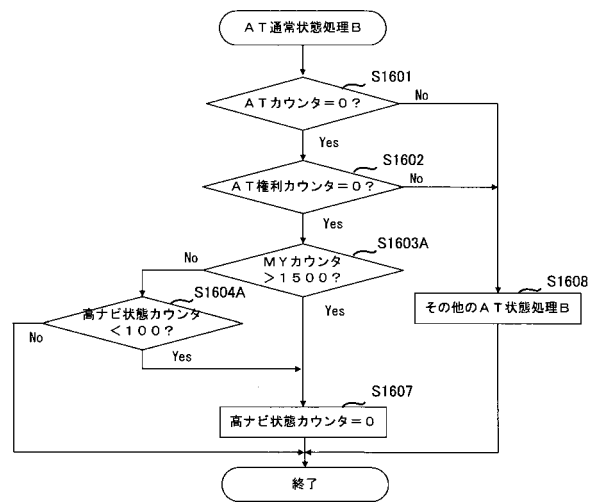 AT通常状態処理B
S1601
ATカウンタ=0?
No
Yes
S1602
AT権利カウンタ=0?
No
Yes
S1603A
MYカウンタ
>1500?
No
Yes
S1604A
高ナビ状態カウンタ
<100?
No
Yes
S1608
その他のAT状態処理B
S1607
高ナビ状態カウンタ=0
終了